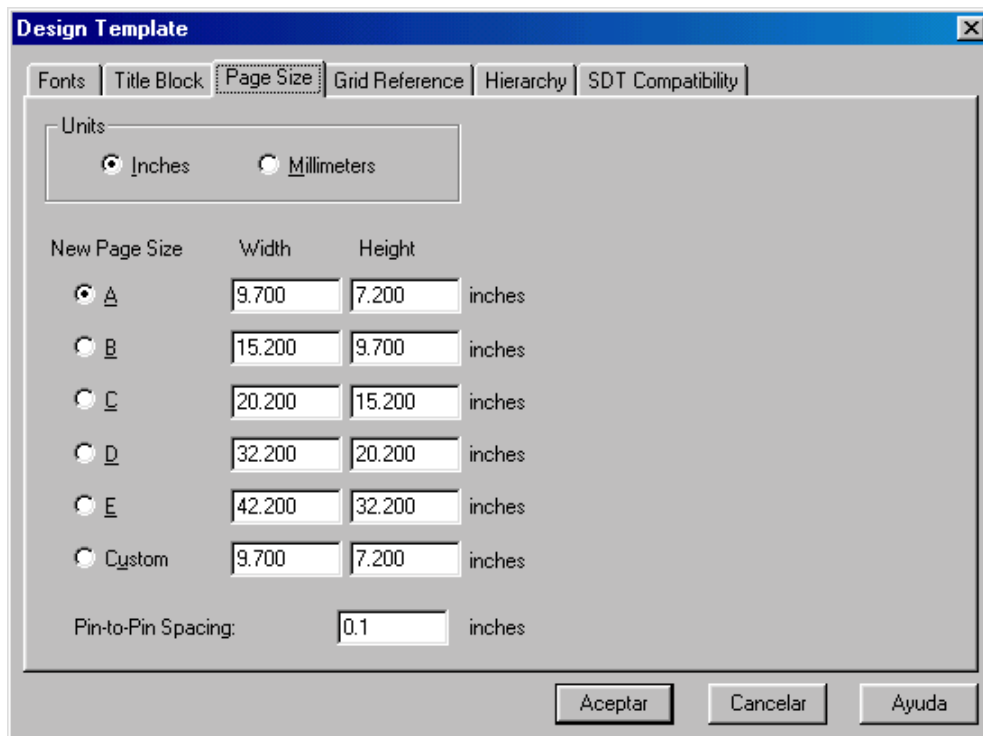 Design Template
Fonts Title Block Page Size Grid Reference Hierarchy SDT Compatibility
Units
Inches Millimeters
New Page Size Width Height
A 9.700 7.200 inches
B 15.200 9.700 inches
C 20.200 15.200 inches
D 32.200 20.200 inches
E 42.200 32.200 inches
Custom 9.700 7.200 inches
Pin-to-Pin Spacing: 0.1 inches
Aceptar Cancelar Ayuda